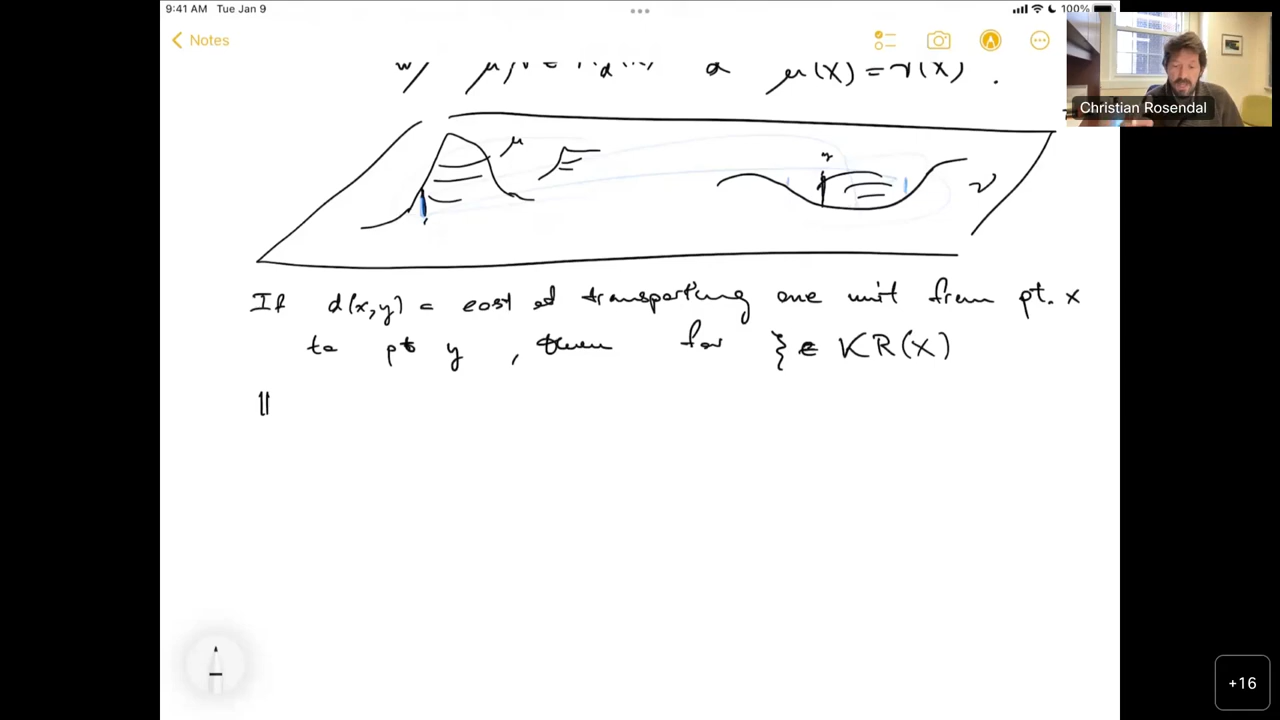 9:41 AM Tue Jan 9
100%
Notes
Christian Rosendal
w/ μ(X) = ν(X) .
μ
ν
If d(x,y) = cost of transporting one unit from pt. x
to pt y , then for ξ ∈ KR(X)
||
+16